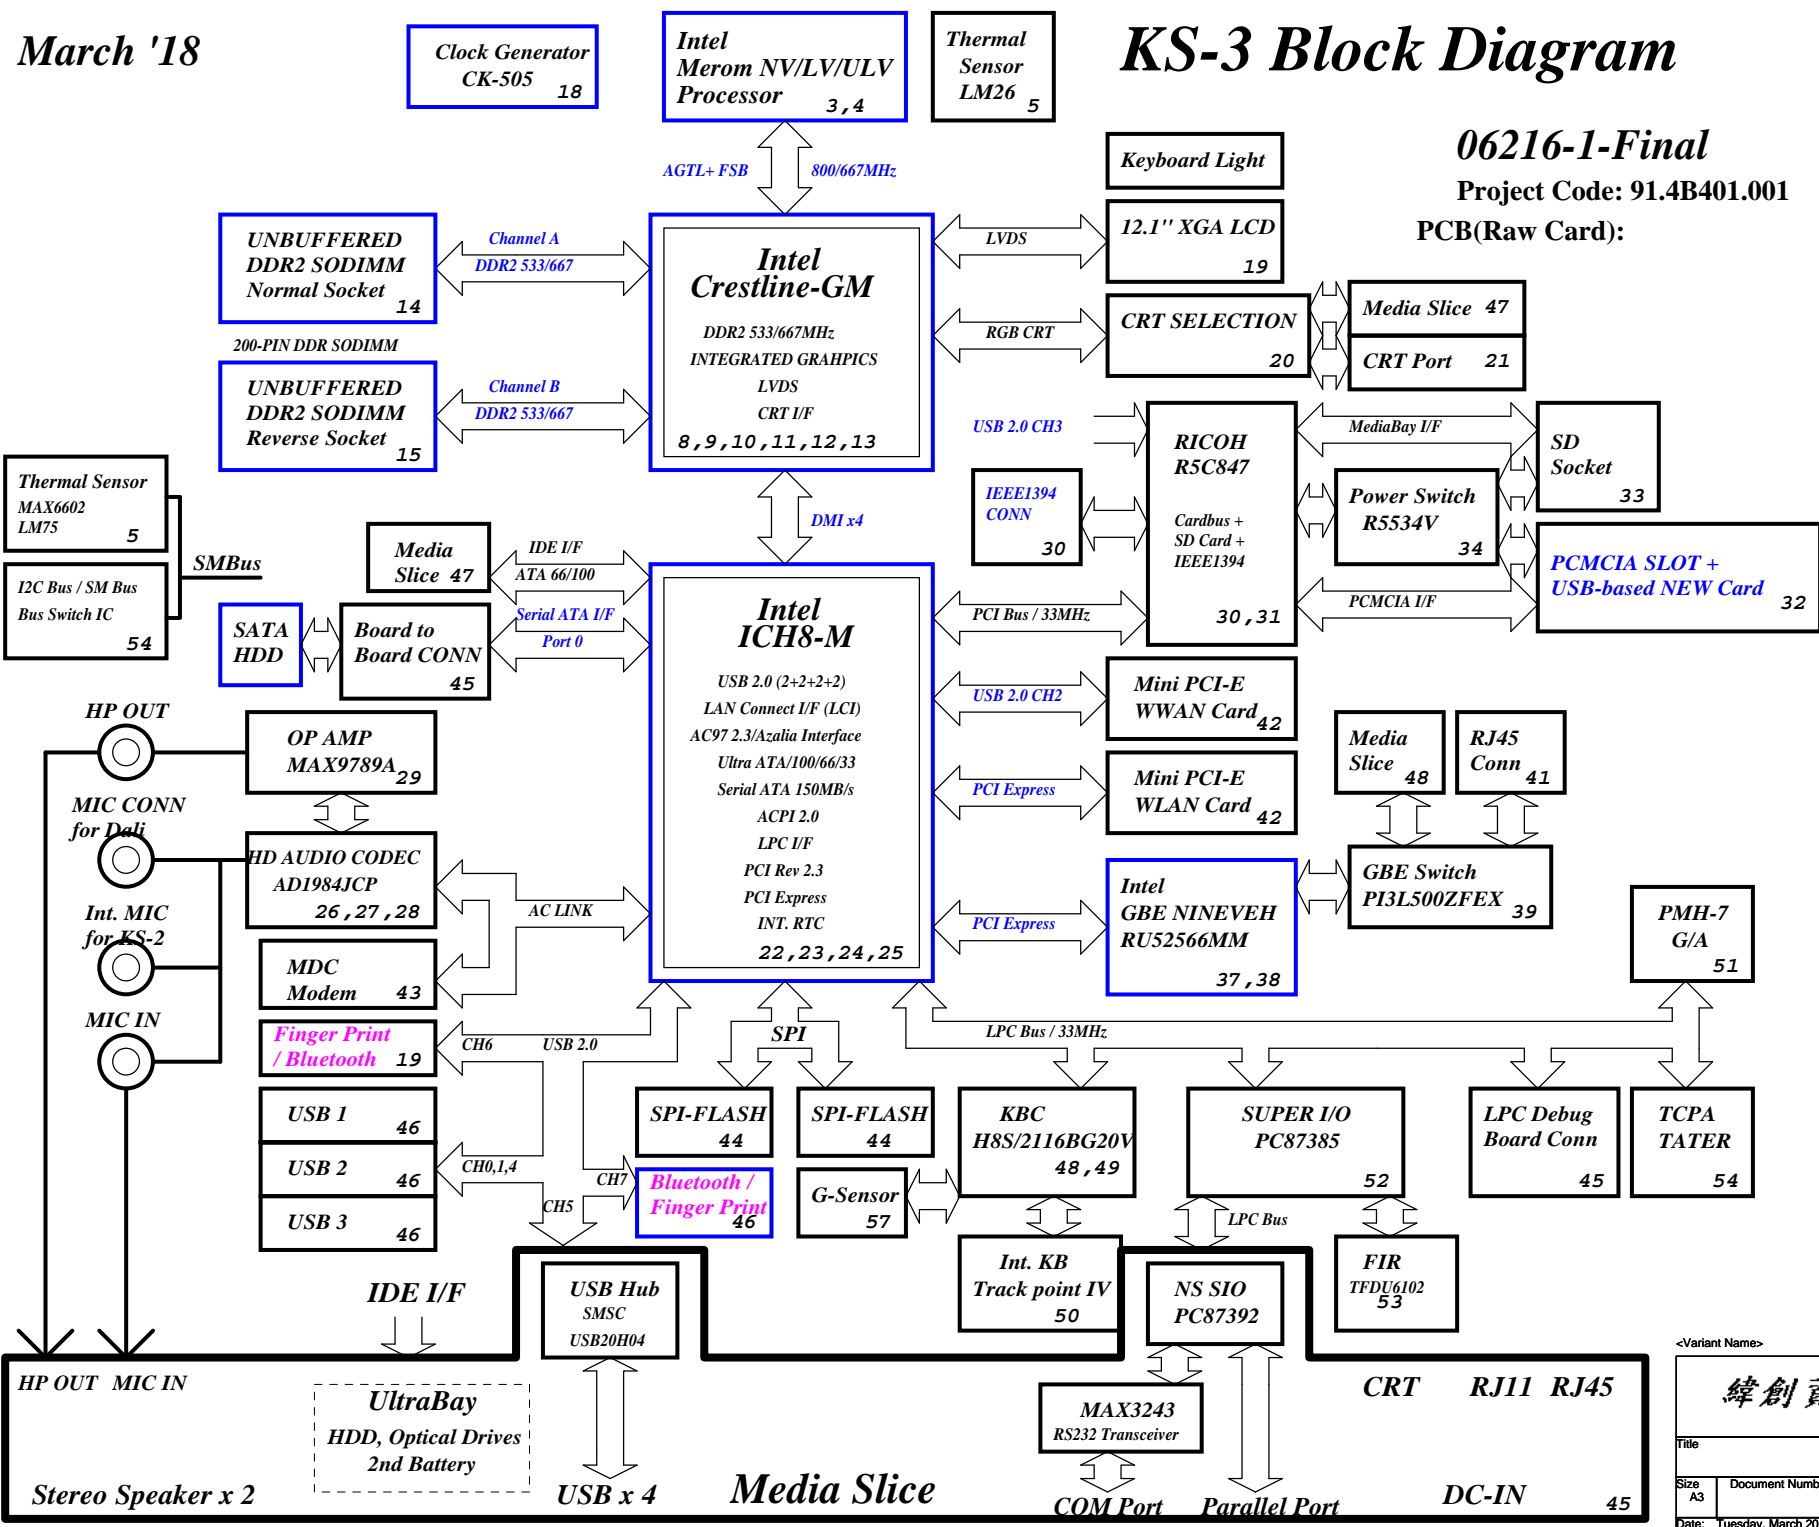 March '18
KS-3 Block Diagram
06216-1-Final
Project Code: 91.4B401.001
PCB(Raw Card):
Clock Generator
CK-505
18
Intel
Merom NV/LV/ULV
Processor
3,4
Thermal
Sensor
LM26
5
AGTL+ FSB
800/667MHz
Keyboard Light
12.1" XGA LCD
19
LVDS
UNBUFFERED
DDR2 SODIMM
Normal Socket
14
Channel A
DDR2 533/667
200-PIN DDR SODIMM
UNBUFFERED
DDR2 SODIMM
Reverse Socket
15
Channel B
DDR2 533/667
Intel
Crestline-GM
DDR2 533/667MHz
INTEGRATED GRAHPICS
LVDS
CRT I/F
8,9,10,11,12,13
RGB CRT
CRT SELECTION
20
Media Slice 47
CRT Port 21
USB 2.0 CH3
IEEE1394
CONN
30
RICOH
R5C847
Cardbus +
SD Card +
IEEE1394
30,31
MediaBay I/F
SD
Socket
33
Power Switch
R5534V
34
PCMCIA SLOT +
USB-based NEW Card
32
PCMCIA I/F
PCI Bus / 33MHz
Thermal Sensor
MAX6602
LM75
5
I2C Bus / SM Bus
Bus Switch IC
54
SMBus
DMI x4
Media
Slice 47
IDE I/F
ATA 66/100
SATA
HDD
Board to
Board CONN
45
Serial ATA I/F
Port 0
Intel
ICH8-M
USB 2.0 (2+2+2+2)
LAN Connect I/F (LCI)
AC97 2.3/Azalia Interface
Ultra ATA/100/66/33
Serial ATA 150MB/s
ACPI 2.0
LPC I/F
PCI Rev 2.3
PCI Express
INT. RTC
22,23,24,25
USB 2.0 CH2
Mini PCI-E
WWAN Card
42
PCI Express
Mini PCI-E
WLAN Card
42
PCI Express
Intel
GBE NINEVEH
RU52566MM
37,38
Media
Slice
48
RJ45
Conn
41
GBE Switch
PI3L500ZFEX
39
PMH-7
G/A
51
HP OUT
OP AMP
MAX9789A
29
MIC CONN
for Dali
HD AUDIO CODEC
AD1984JCP
26,27,28
Int. MIC
for KS-2
AC LINK
MDC
Modem
43
MIC IN
Finger Print
/ Bluetooth
19
CH6
USB 2.0
SPI
LPC Bus / 33MHz
USB 1
46
USB 2
46
USB 3
46
CH0,1,4
CH5
CH7
SPI-FLASH
44
SPI-FLASH
44
Bluetooth /
Finger Print
46
G-Sensor
57
KBC
H8S/2116BG20V
48,49
SUPER I/O
PC87385
52
LPC Debug
Board Conn
45
TCPA
TATER
54
LPC Bus
Int. KB
Track point IV
50
NS SIO
PC87392
FIR
TFDU6102
53
IDE I/F
USB Hub
SMSC
USB20H04
HP OUT MIC IN
UltraBay
HDD, Optical Drives
2nd Battery
MAX3243
RS232 Transceiver
CRT
RJ11 RJ45
Stereo Speaker x 2
USB x 4
Media Slice
COM Port
Parallel Port
DC-IN
45
<Variant Name>
緯創
Title
Size
A3
Document Numb
Date: Tuesday, March 20